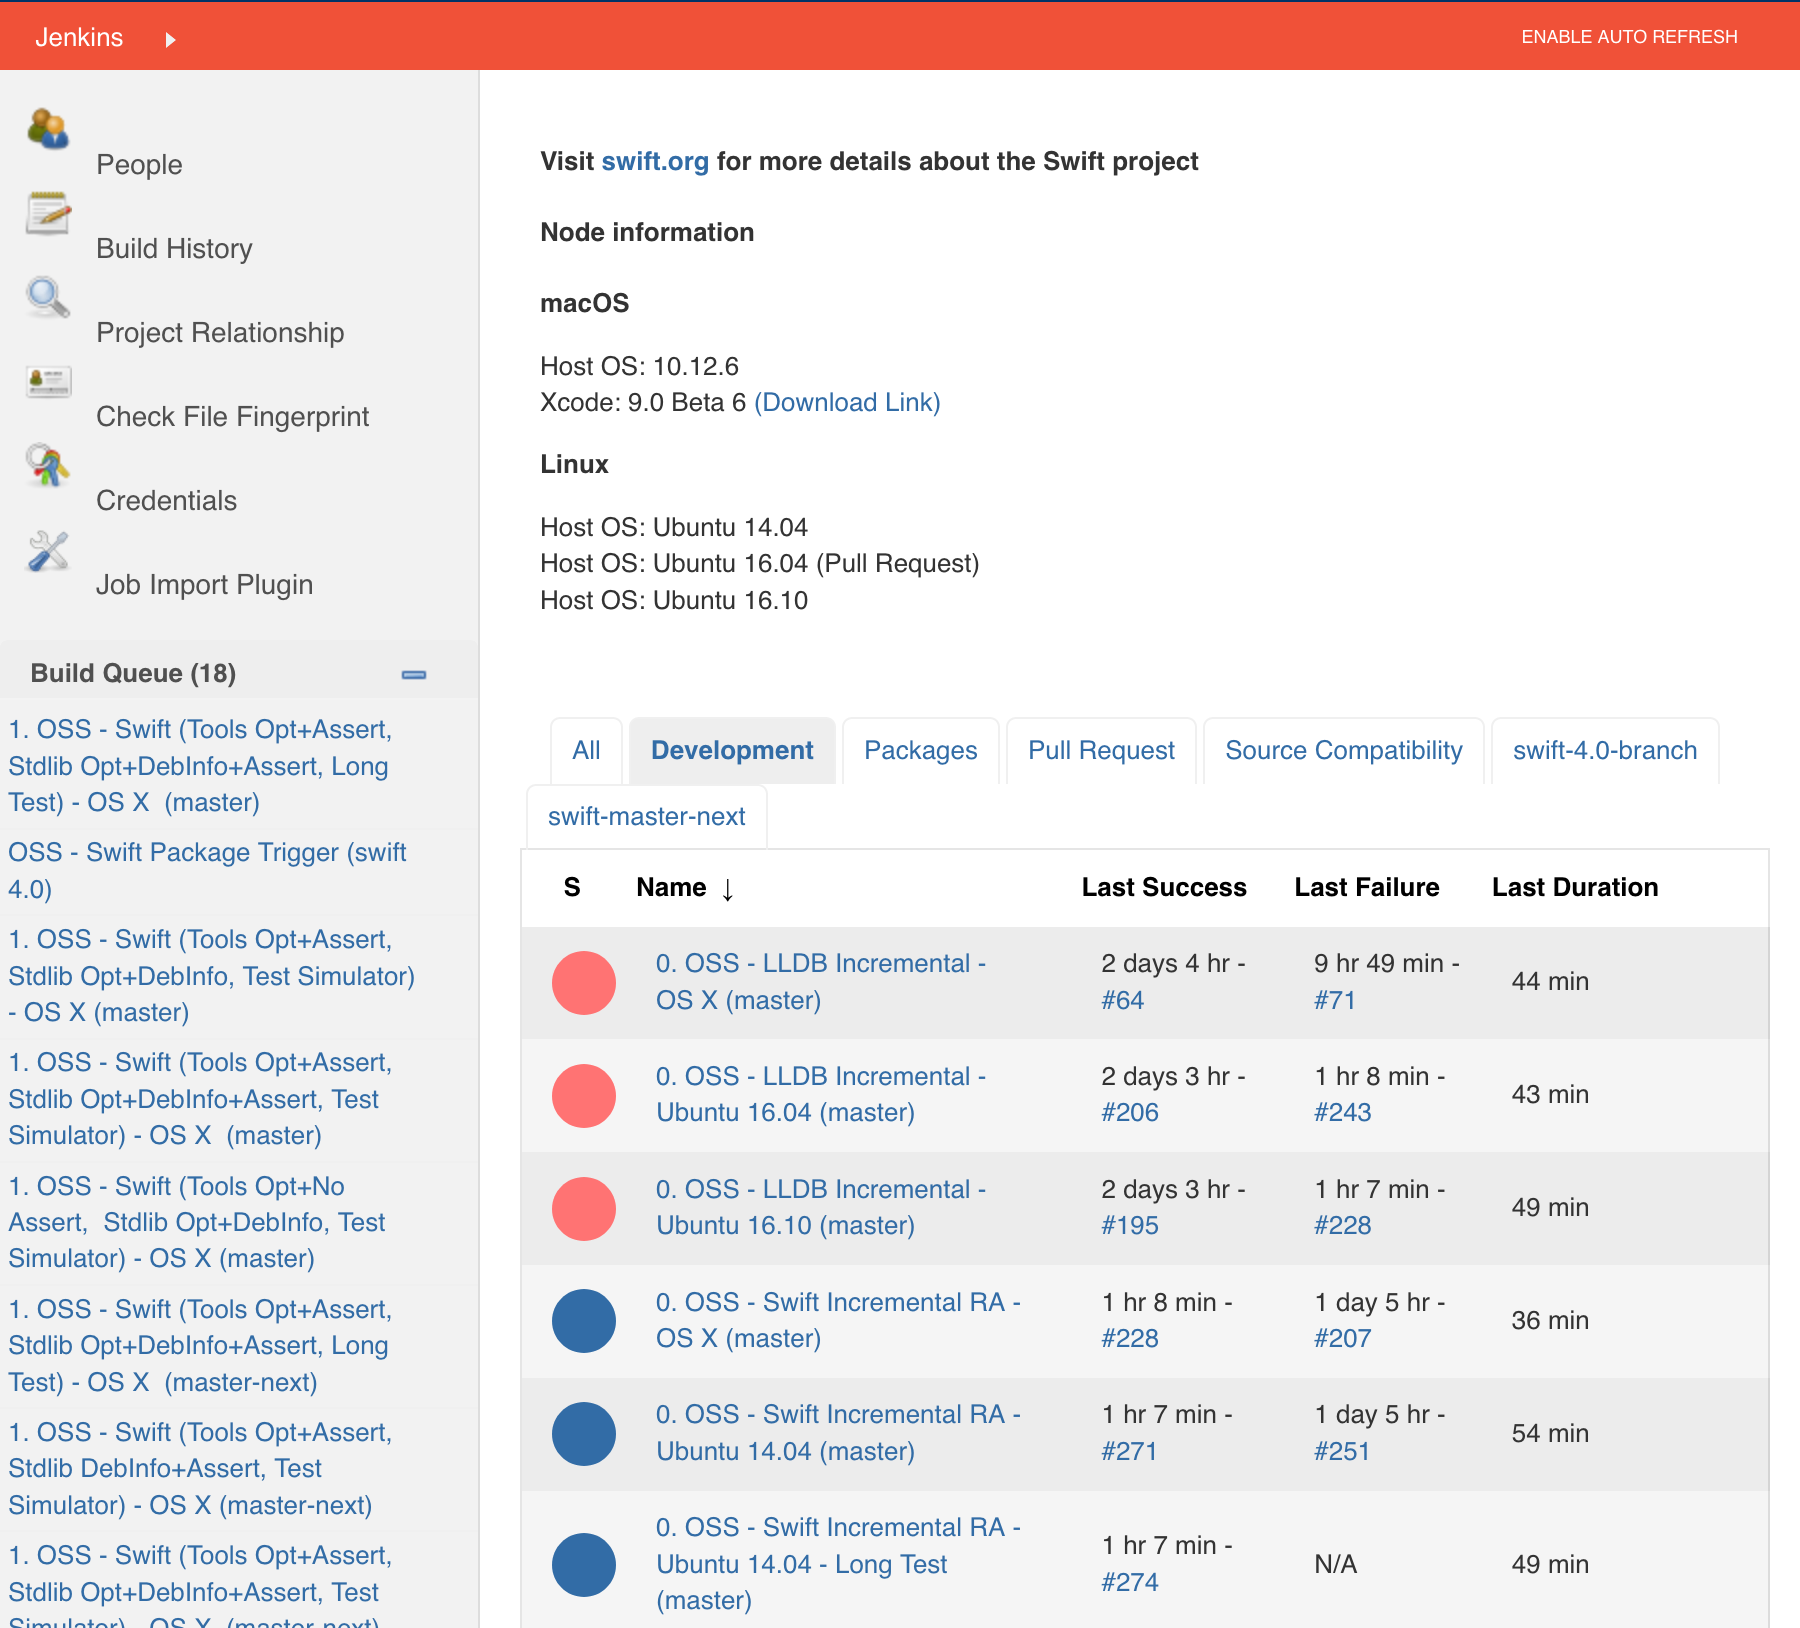 Jenkins
ENABLE AUTO REFRESH
People
Build History
Project Relationship
Check File Fingerprint
Credentials
Job Import Plugin
Build Queue (18)
1. OSS - Swift (Tools Opt+Assert,
Stdlib Opt+DebInfo+Assert, Long
Test) - OS X  (master)
OSS - Swift Package Trigger (swift
4.0)
1. OSS - Swift (Tools Opt+Assert,
Stdlib Opt+DebInfo, Test Simulator)
- OS X (master)
1. OSS - Swift (Tools Opt+Assert,
Stdlib Opt+DebInfo+Assert, Test
Simulator) - OS X  (master)
1. OSS - Swift (Tools Opt+No
Assert,  Stdlib Opt+DebInfo, Test
Simulator) - OS X (master)
1. OSS - Swift (Tools Opt+Assert,
Stdlib Opt+DebInfo+Assert, Long
Test) - OS X  (master-next)
1. OSS - Swift (Tools Opt+Assert,
Stdlib DebInfo+Assert, Test
Simulator) - OS X (master-next)
1. OSS - Swift (Tools Opt+Assert,
Stdlib Opt+DebInfo+Assert, Test
Simulator) - OS X  (master-next)
Visit swift.org for more details about the Swift project
Node information
macOS
Host OS: 10.12.6
Xcode: 9.0 Beta 6 (Download Link)
Linux
Host OS: Ubuntu 14.04
Host OS: Ubuntu 16.04 (Pull Request)
Host OS: Ubuntu 16.10
All Development Packages Pull Request Source Compatibility swift-4.0-branch
swift-master-next
S Name ↓ Last Success Last Failure Last Duration
0. OSS - LLDB Incremental - 2 days 4 hr - 9 hr 49 min - 44 min
OS X (master) #64 #71
0. OSS - LLDB Incremental - 2 days 3 hr - 1 hr 8 min - 43 min
Ubuntu 16.04 (master) #206 #243
0. OSS - LLDB Incremental - 2 days 3 hr - 1 hr 7 min - 49 min
Ubuntu 16.10 (master) #195 #228
0. OSS - Swift Incremental RA - 1 hr 8 min - 1 day 5 hr - 36 min
OS X (master) #228 #207
0. OSS - Swift Incremental RA - 1 hr 7 min - 1 day 5 hr - 54 min
Ubuntu 14.04 (master) #271 #251
0. OSS - Swift Incremental RA - 1 hr 7 min - N/A 49 min
Ubuntu 14.04 - Long Test #274
(master)